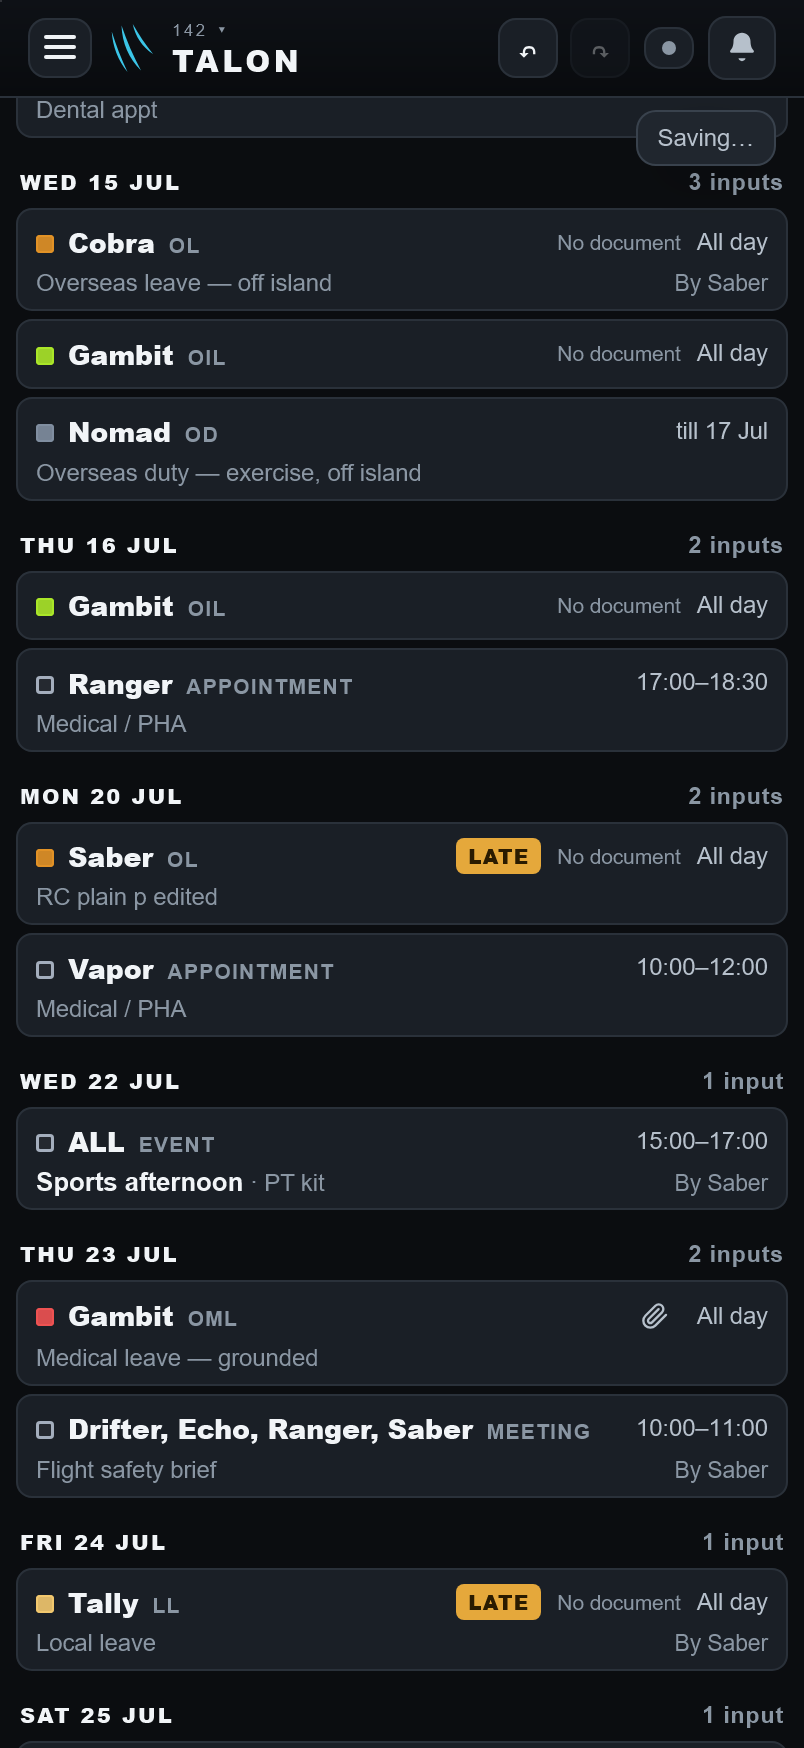 142 ▾
TALON
Dental appt
Saving…
WED 15 JUL 3 inputs
Cobra OL No document All day
Overseas leave — off island By Saber
Gambit OIL No document All day
Nomad OD till 17 Jul
Overseas duty — exercise, off island
THU 16 JUL 2 inputs
Gambit OIL No document All day
Ranger APPOINTMENT 17:00–18:30
Medical / PHA
MON 20 JUL 2 inputs
Saber OL LATE No document All day
RC plain p edited
Vapor APPOINTMENT 10:00–12:00
Medical / PHA
WED 22 JUL 1 input
ALL EVENT 15:00–17:00
Sports afternoon · PT kit By Saber
THU 23 JUL 2 inputs
Gambit OML All day
Medical leave — grounded
Drifter, Echo, Ranger, Saber MEETING 10:00–11:00
Flight safety brief By Saber
FRI 24 JUL 1 input
Tally LL LATE No document All day
Local leave By Saber
SAT 25 JUL 1 input